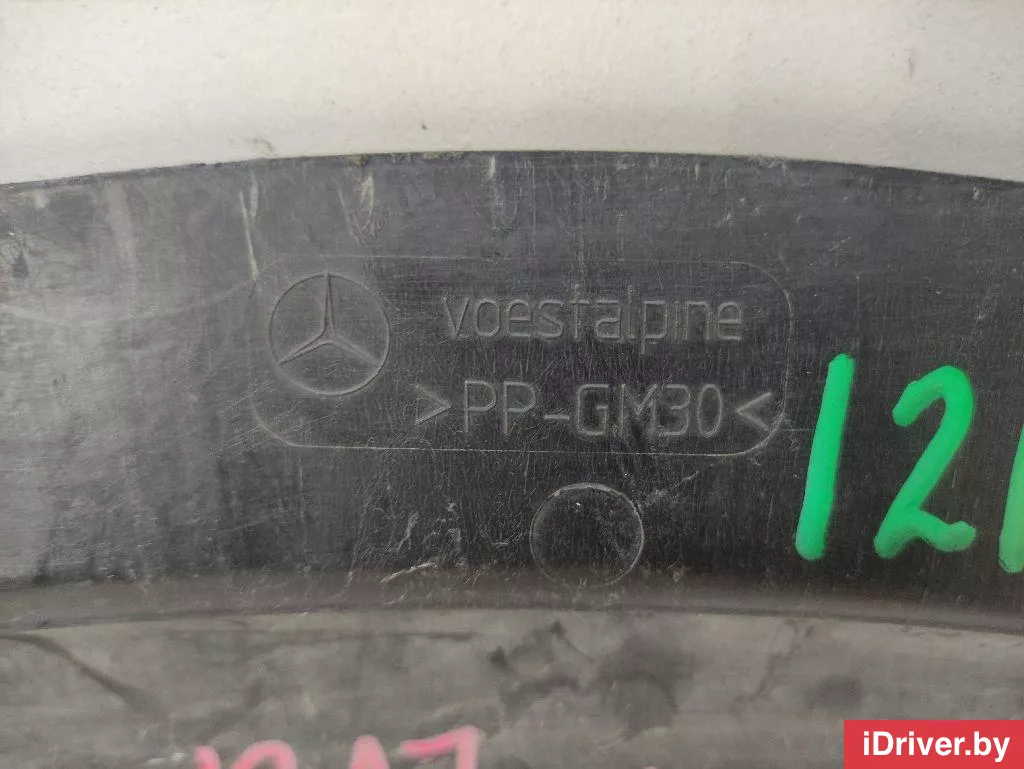 voestalpine
>PP-GM30<
12
iDriver.by